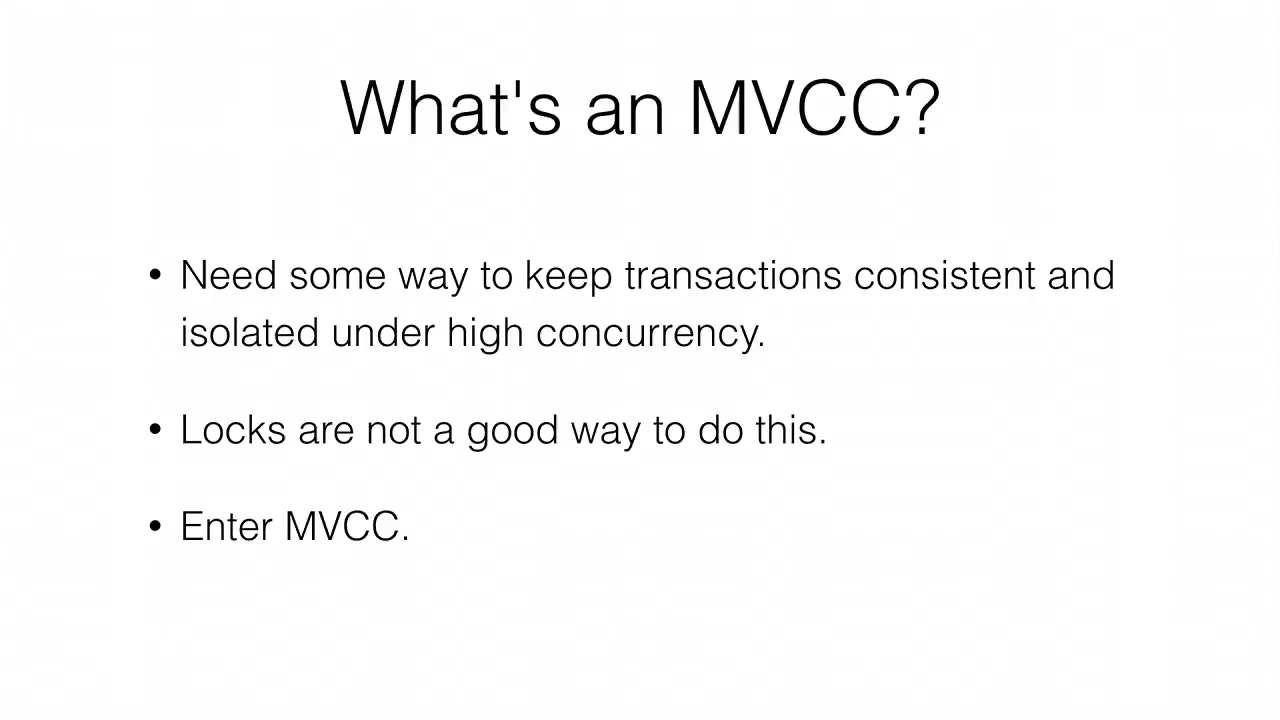 What's an MVCC?
• Need some way to keep transactions consistent and
isolated under high concurrency.
• Locks are not a good way to do this.
• Enter MVCC.